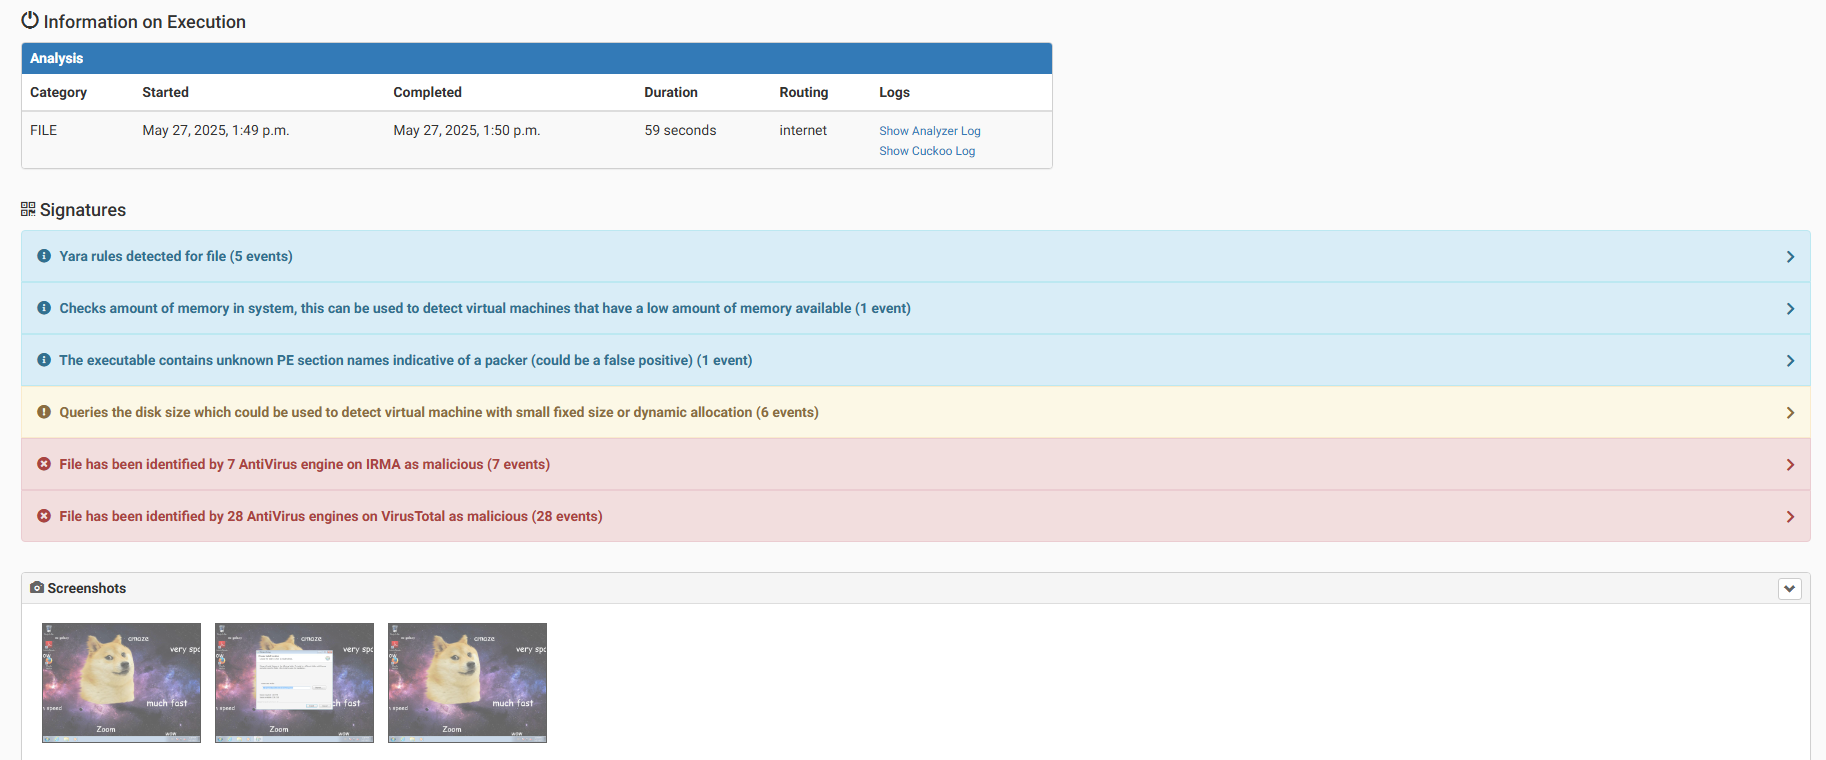 Information on Execution
Analysis
Category Started Completed Duration Routing Logs
FILE May 27, 2025, 1:49 p.m. May 27, 2025, 1:50 p.m. 59 seconds internet Show Analyzer Log
Show Cuckoo Log
Signatures
Yara rules detected for file (5 events)
Checks amount of memory in system, this can be used to detect virtual machines that have a low amount of memory available (1 event)
The executable contains unknown PE section names indicative of a packer (could be a false positive) (1 event)
Queries the disk size which could be used to detect virtual machine with small fixed size or dynamic allocation (6 events)
File has been identified by 7 AntiVirus engine on IRMA as malicious (7 events)
File has been identified by 28 AntiVirus engines on VirusTotal as malicious (28 events)
Screenshots
amaze amaze
very spc very spc very spc
much fast ch fast much fast
n speed n speed n speed
Zoom Zoom Zoom
wow wow wow